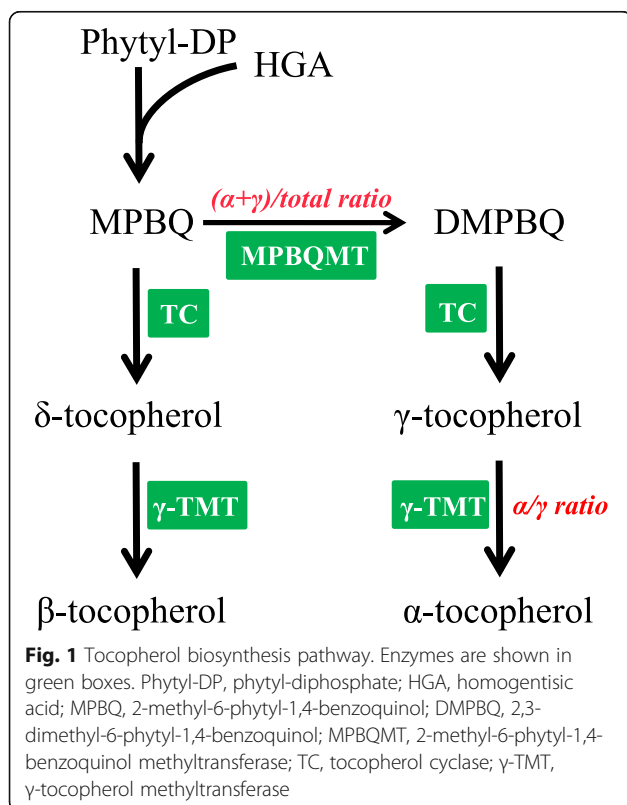 Phytyl-DP
HGA
(α+γ)/total ratio
MPBQ
DMPBQ
MPBQMT
TC
TC
δ-tocopherol
γ-tocopherol
γ-TMT
γ-TMT
α/γ ratio
β-tocopherol
α-tocopherol
Fig. 1 Tocopherol biosynthesis pathway. Enzymes are shown in
green boxes. Phytyl-DP, phytyl-diphosphate; HGA, homogentisic
acid; MPBQ, 2-methyl-6-phytyl-1,4-benzoquinol; DMPBQ, 2,3-
dimethyl-6-phytyl-1,4-benzoquinol; MPBQMT, 2-methyl-6-phytyl-1,4-
benzoquinol methyltransferase; TC, tocopherol cyclase; γ-TMT,
γ-tocopherol methyltransferase